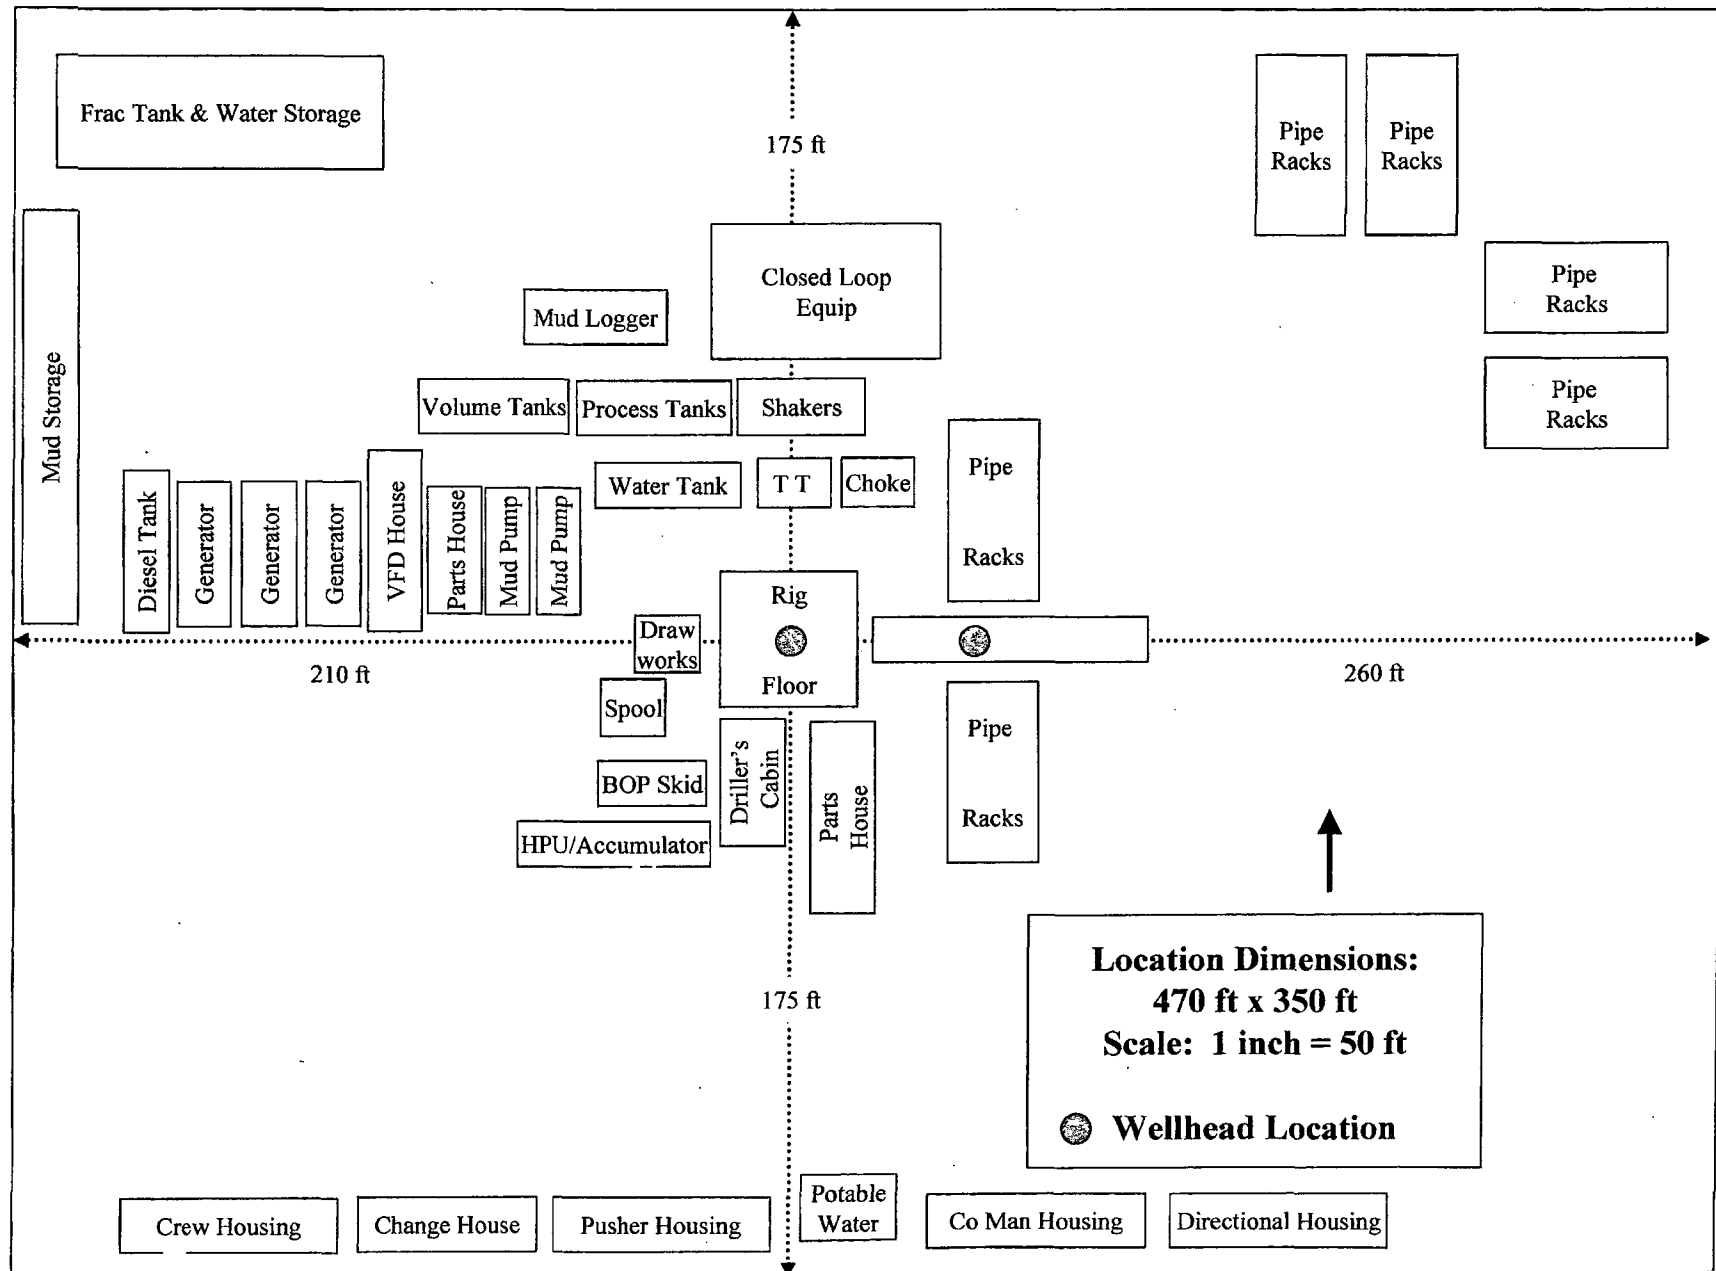 175 ft
Frac Tank & Water Storage
Pipe
Racks
Pipe
Racks
Closed Loop
Equip
Pipe
Racks
Mud Logger
Mud Storage
Volume Tanks
Process Tanks
Shakers
Pipe
Racks
Diesel Tank
Generator
Generator
Generator
VFD House
Parts House
Mud Pump
Mud Pump
Water Tank
T T
Choke
Pipe
Racks
Rig
Floor
Draw
works
210 ft
260 ft
Spool
BOP Skid
HPU/Accumulator
Driller's
Cabin
Parts
House
Pipe
Racks
175 ft
Location Dimensions:
470 ft x 350 ft
Scale: 1 inch = 50 ft
Wellhead Location
Crew Housing
Change House
Pusher Housing
Potable
Water
Co Man Housing
Directional Housing